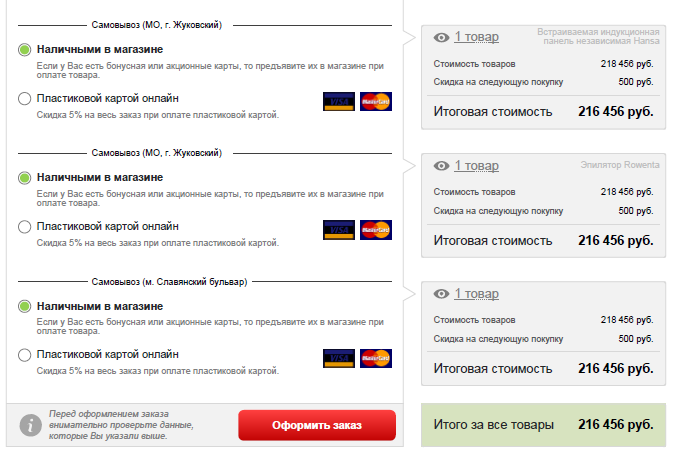 Самовывоз (МО, г. Жуковский)
Наличными в магазине
Если у Вас есть бонусная или акционные карты, то предъявите их в магазине при
оплате товара.
Пластиковой картой онлайн
VISA
MasterCard
Скидка 5% на весь заказ при оплате пластиковой картой.
1 товар
Встраиваемая индукционная
панель независимая Hansa
Стоимость товаров 218 456 руб.
Скидка на следующую покупку 500 руб.
Итоговая стоимость 216 456 руб.
Самовывоз (МО, г. Жуковский)
Наличными в магазине
Если у Вас есть бонусная или акционные карты, то предъявите их в магазине при
оплате товара.
Пластиковой картой онлайн
VISA
MasterCard
Скидка 5% на весь заказ при оплате пластиковой картой.
1 товар
Эпилятор Rowenta
Стоимость товаров 218 456 руб.
Скидка на следующую покупку 500 руб.
Итоговая стоимость 216 456 руб.
Самовывоз (м. Славянский бульвар)
Наличными в магазине
Если у Вас есть бонусная или акционные карты, то предъявите их в магазине при
оплате товара.
Пластиковой картой онлайн
VISA
MasterCard
Скидка 5% на весь заказ при оплате пластиковой картой.
1 товар
Стоимость товаров 218 456 руб.
Скидка на следующую покупку 500 руб.
Итоговая стоимость 216 456 руб.
Перед оформлением заказа
внимательно проверьте данные,
которые Вы указали выше.
Оформить заказ
Итого за все товары 216 456 руб.